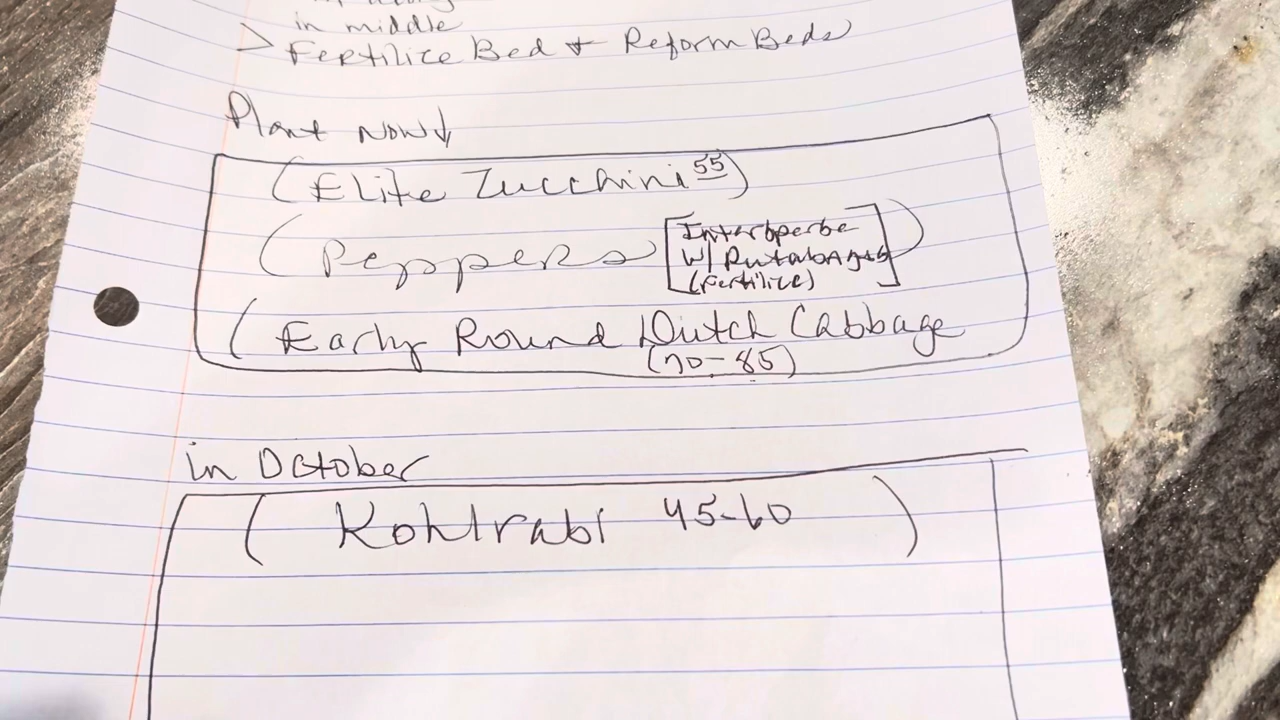 in middle
> Fertilize Bed + Reform Beds
Plant Now↓
(Elite Zucchini 55)
(Peppers [Intersperse
W/ Rutabagas
(Fertilize)])
(Early Round Dutch Cabbage
(70-85)
in October
(Kohlrabi 45-60)